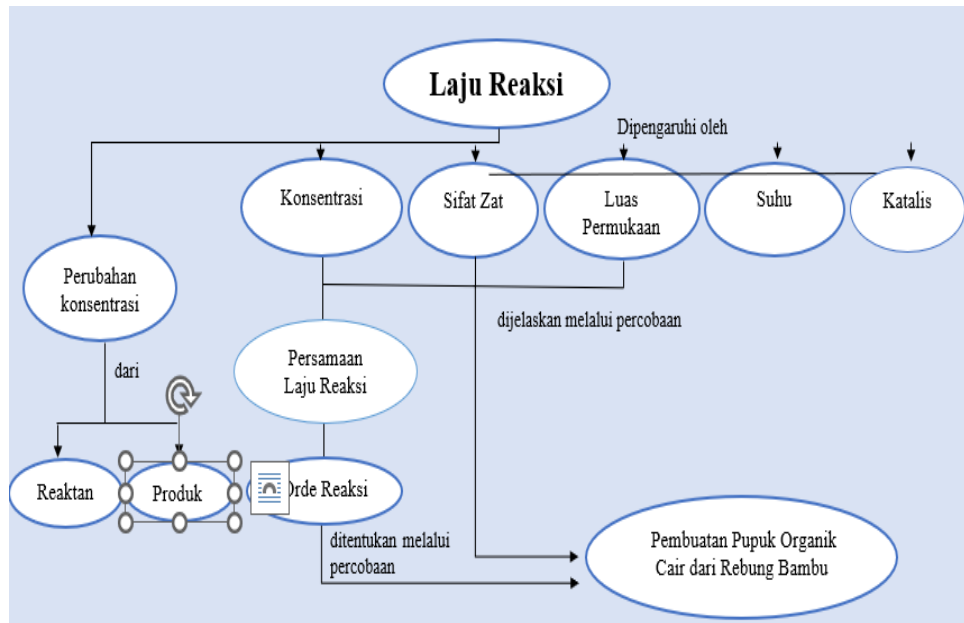 Laju Reaksi
Dipengaruhi oleh
Konsentrasi
Sifat Zat
Luas
Permukaan
Suhu
Katalis
Perubahan
konsentrasi
dijelaskan melalui percobaan
dari
Persamaan
Laju Reaksi
Reaktan
Produk
Orde Reaksi
ditentukan melalui
percobaan
Pembuatan Pupuk Organik
Cair dari Rebung Bambu